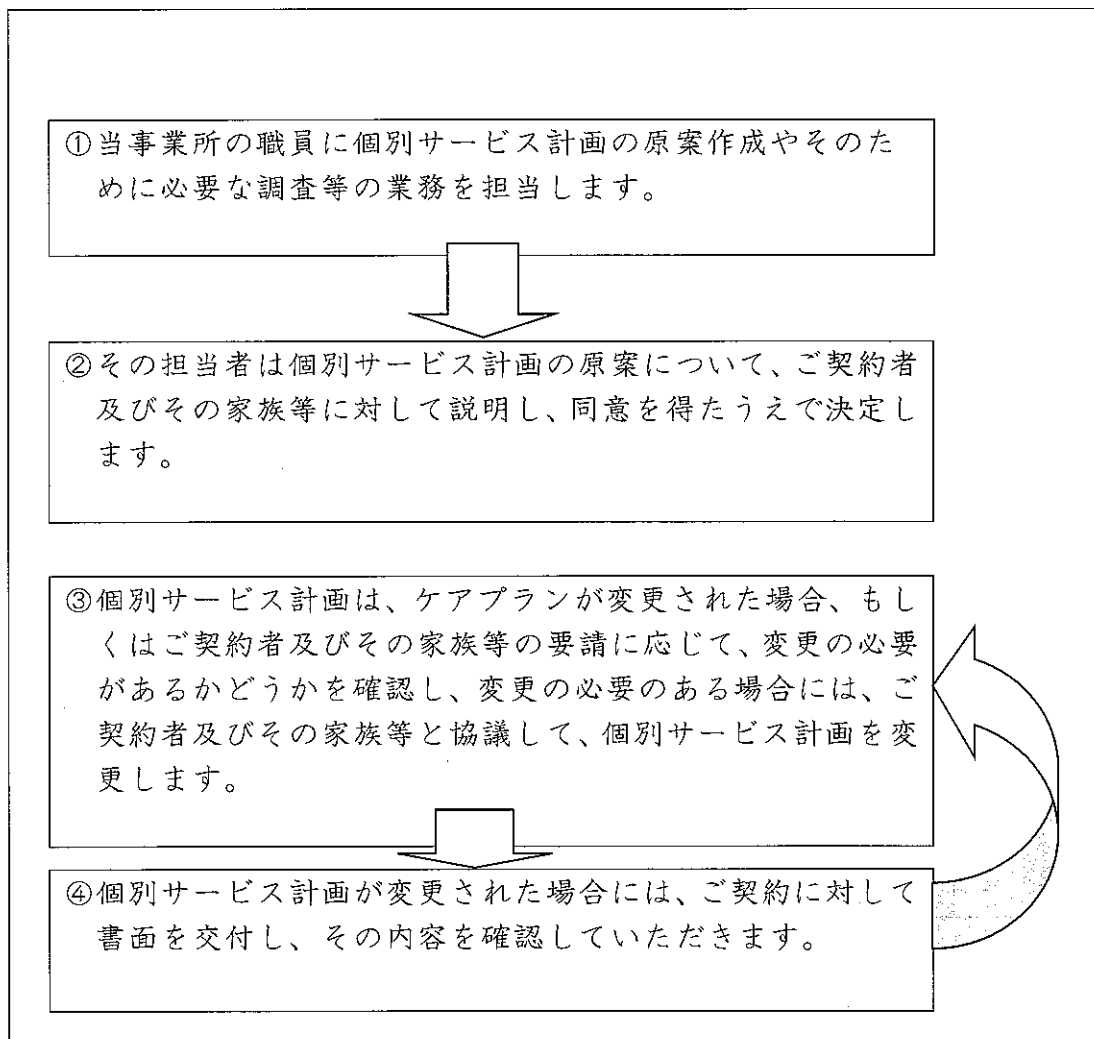 ①当事業所の職員に個別サービス計画の原案作成やそのた
めに必要な調査等の業務を担当します。
②その担当者は個別サービス計画の原案について、ご契約者
及びその家族等に対して説明し、同意を得たうえで決定し
ます。
③個別サービス計画は、ケアプランが変更された場合、もし
くはご契約者及びその家族等の要請に応じて、変更の必要
があるかどうかを確認し、変更の必要のある場合には、ご
契約者及びその家族等と協議して、個別サービス計画を変
更します。
④個別サービス計画が変更された場合には、ご契約に対して
書面を交付し、その内容を確認していただきます。